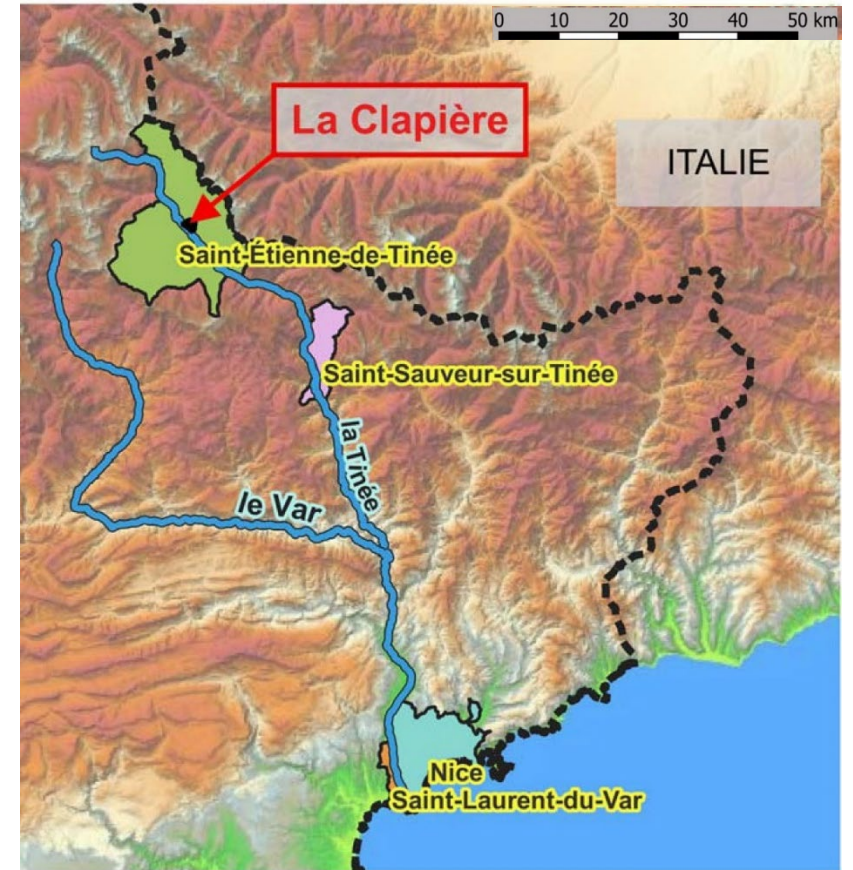 0 10 20 30 40 50 km
La Clapière
ITALIE
Saint-Étienne-de-Tinée
Saint-Sauveur-sur-Tinée
la Tinée
le Var
Nice
Saint-Laurent-du-Var